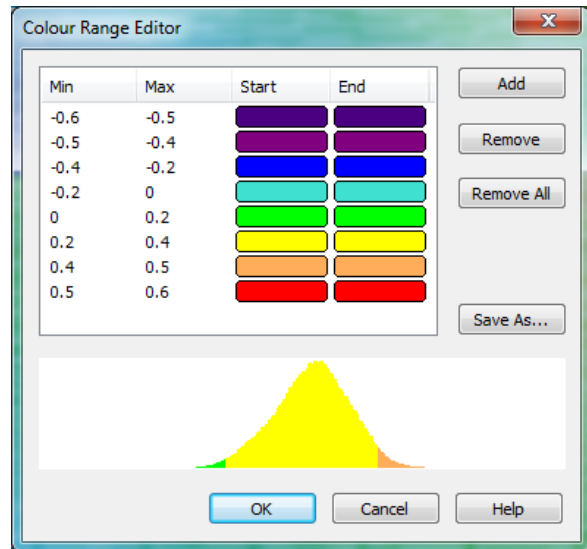 Colour Range Editor
Min Max Start End
-0.6 -0.5
-0.5 -0.4
-0.4 -0.2
-0.2 0
0 0.2
0.2 0.4
0.4 0.5
0.5 0.6
Add
Remove
Remove All
Save As...
OK Cancel Help